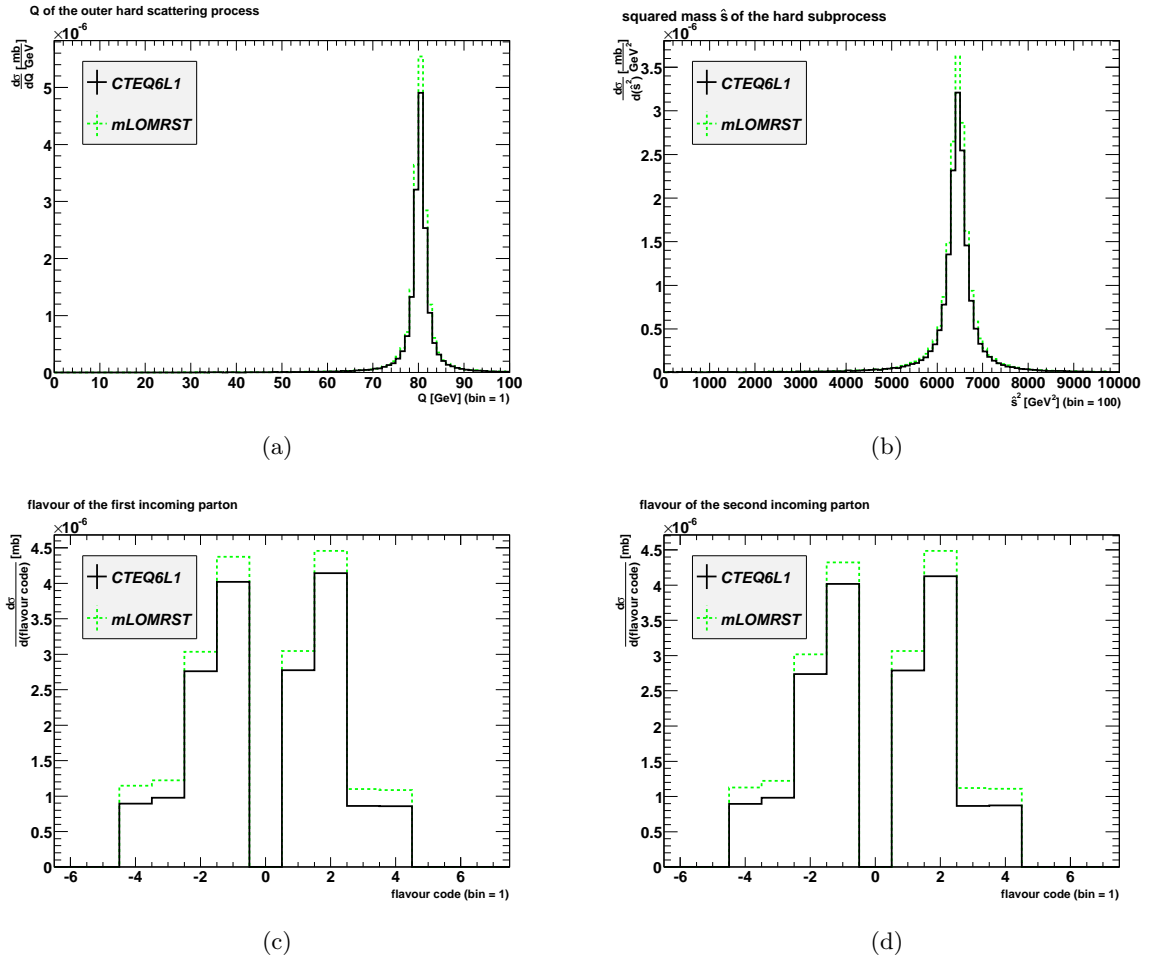 Q of the outer hard scattering process
×10⁻⁶
dσ/dQ [mb/GeV]
5
4
3
2
1
0
CTEQ6L1
mLOMRST
0 10 20 30 40 50 60 70 80 90 100
Q [GeV] (bin = 1)
(a)
squared mass ŝ of the hard subprocess
×10⁻⁶
dσ/d(ŝ²) [mb/GeV²]
3.5
3
2.5
2
1.5
1
0.5
0
CTEQ6L1
mLOMRST
0 1000 2000 3000 4000 5000 6000 7000 8000 9000 10000
ŝ² [GeV²] (bin = 100)
(b)
flavour of the first incoming parton
×10⁻⁶
dσ/d(flavour code) [mb]
4.5
4
3.5
3
2.5
2
1.5
1
0.5
0
CTEQ6L1
mLOMRST
-6 -4 -2 0 2 4 6
flavour code (bin = 1)
(c)
flavour of the second incoming parton
×10⁻⁶
dσ/d(flavour code) [mb]
4.5
4
3.5
3
2.5
2
1.5
1
0.5
0
CTEQ6L1
mLOMRST
-6 -4 -2 0 2 4 6
flavour code (bin = 1)
(d)